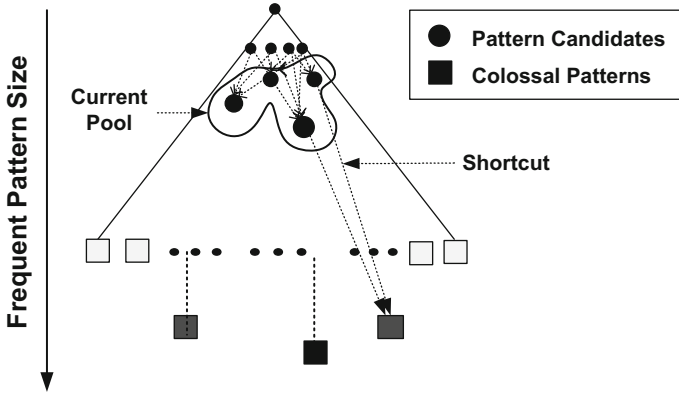 Pattern Candidates
Colossal Patterns
Current
Pool
Shortcut
Frequent Pattern Size